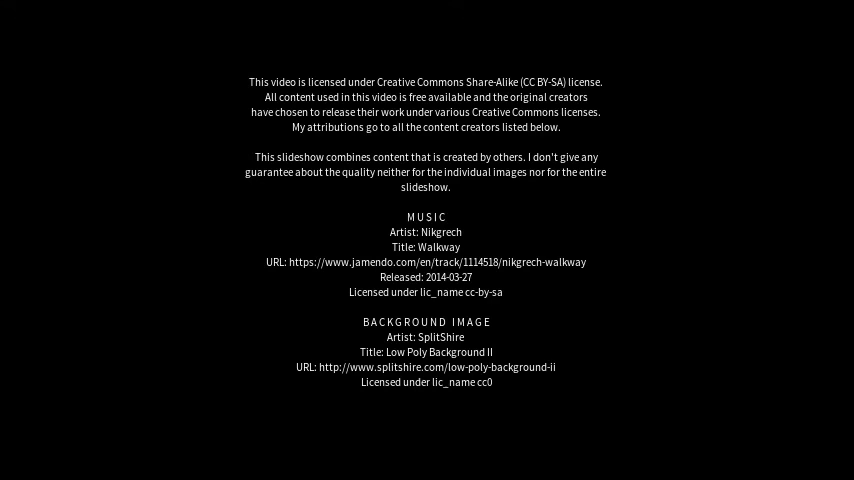 This video is licensed under Creative Commons Share-Alike (CC BY-SA) license.
All content used in this video is free available and the original creators
have chosen to release their work under various Creative Commons licenses.
My attributions go to all the content creators listed below.
This slideshow combines content that is created by others. I don't give any
guarantee about the quality neither for the individual images nor for the entire
slideshow.
MUSIC
Artist: Nikgrech
Title: Walkway
URL: https://www.jamendo.com/en/track/1114518/nikgrech-walkway
Released: 2014-03-27
Licensed under lic_name cc-by-sa
BACKGROUND IMAGE
Artist: SplitShire
Title: Low Poly Background II
URL: http://www.splitshire.com/low-poly-background-ii
Licensed under lic_name cc0